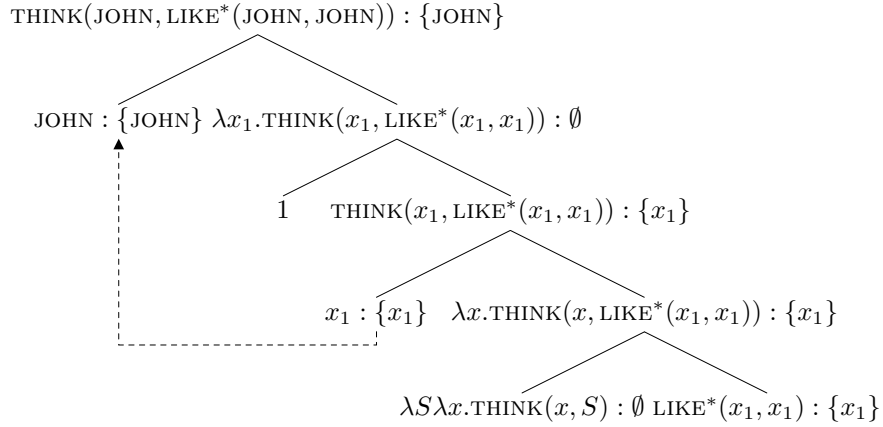 THINK(JOHN, LIKE*(JOHN, JOHN)) : {JOHN}
JOHN : {JOHN} λx₁.THINK(x₁, LIKE*(x₁, x₁)) : ∅
1 THINK(x₁, LIKE*(x₁, x₁)) : {x₁}
x₁ : {x₁} λx.THINK(x, LIKE*(x₁, x₁)) : {x₁}
λSλx.THINK(x, S) : ∅ LIKE*(x₁, x₁) : {x₁}